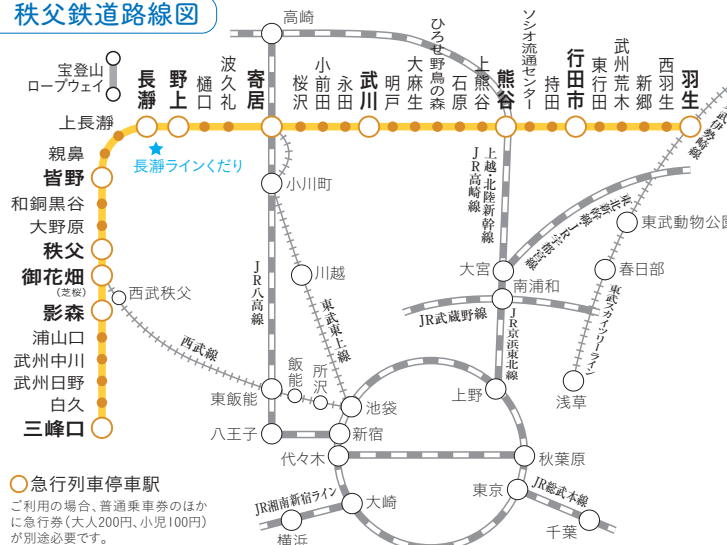 秩父鉄道路線図
高崎
宝登山
ロープウェイ
長瀞
野上
樋口
波久礼
寄居
桜沢
小前田
永田
武川
明戸
大麻生
ひろせ野鳥の森
石原
上熊谷
熊谷
ソシオ流通センター
持田
行田市
東行田
武州荒木
新郷
西羽生
羽生
上長瀞
長瀞ラインくだり
親鼻
皆野
和銅黒谷
大野原
秩父
御花畑
(芝桜)
影森
浦山口
武州中川
武州日野
白久
三峰口
西武秩父
西武線
小川町
JR八高線
川越
東武東上線
上越・北陸新幹線
JR高崎線
東北新幹線・JR宇都宮線
東武伊勢崎線
東武動物公園
大宮
春日部
南浦和
JR武蔵野線
JR京浜東北線
東武スカイツリーライン
浅草
飯能
所沢
東飯能
池袋
上野
八王子
新宿
代々木
秋葉原
東京
JR総武本線
千葉
JR湘南新宿ライン
大崎
横浜
急行列車停車駅
ご利用の場合、普通乗車券のほか
に急行券(大人200円、小児100円)
が別途必要です。